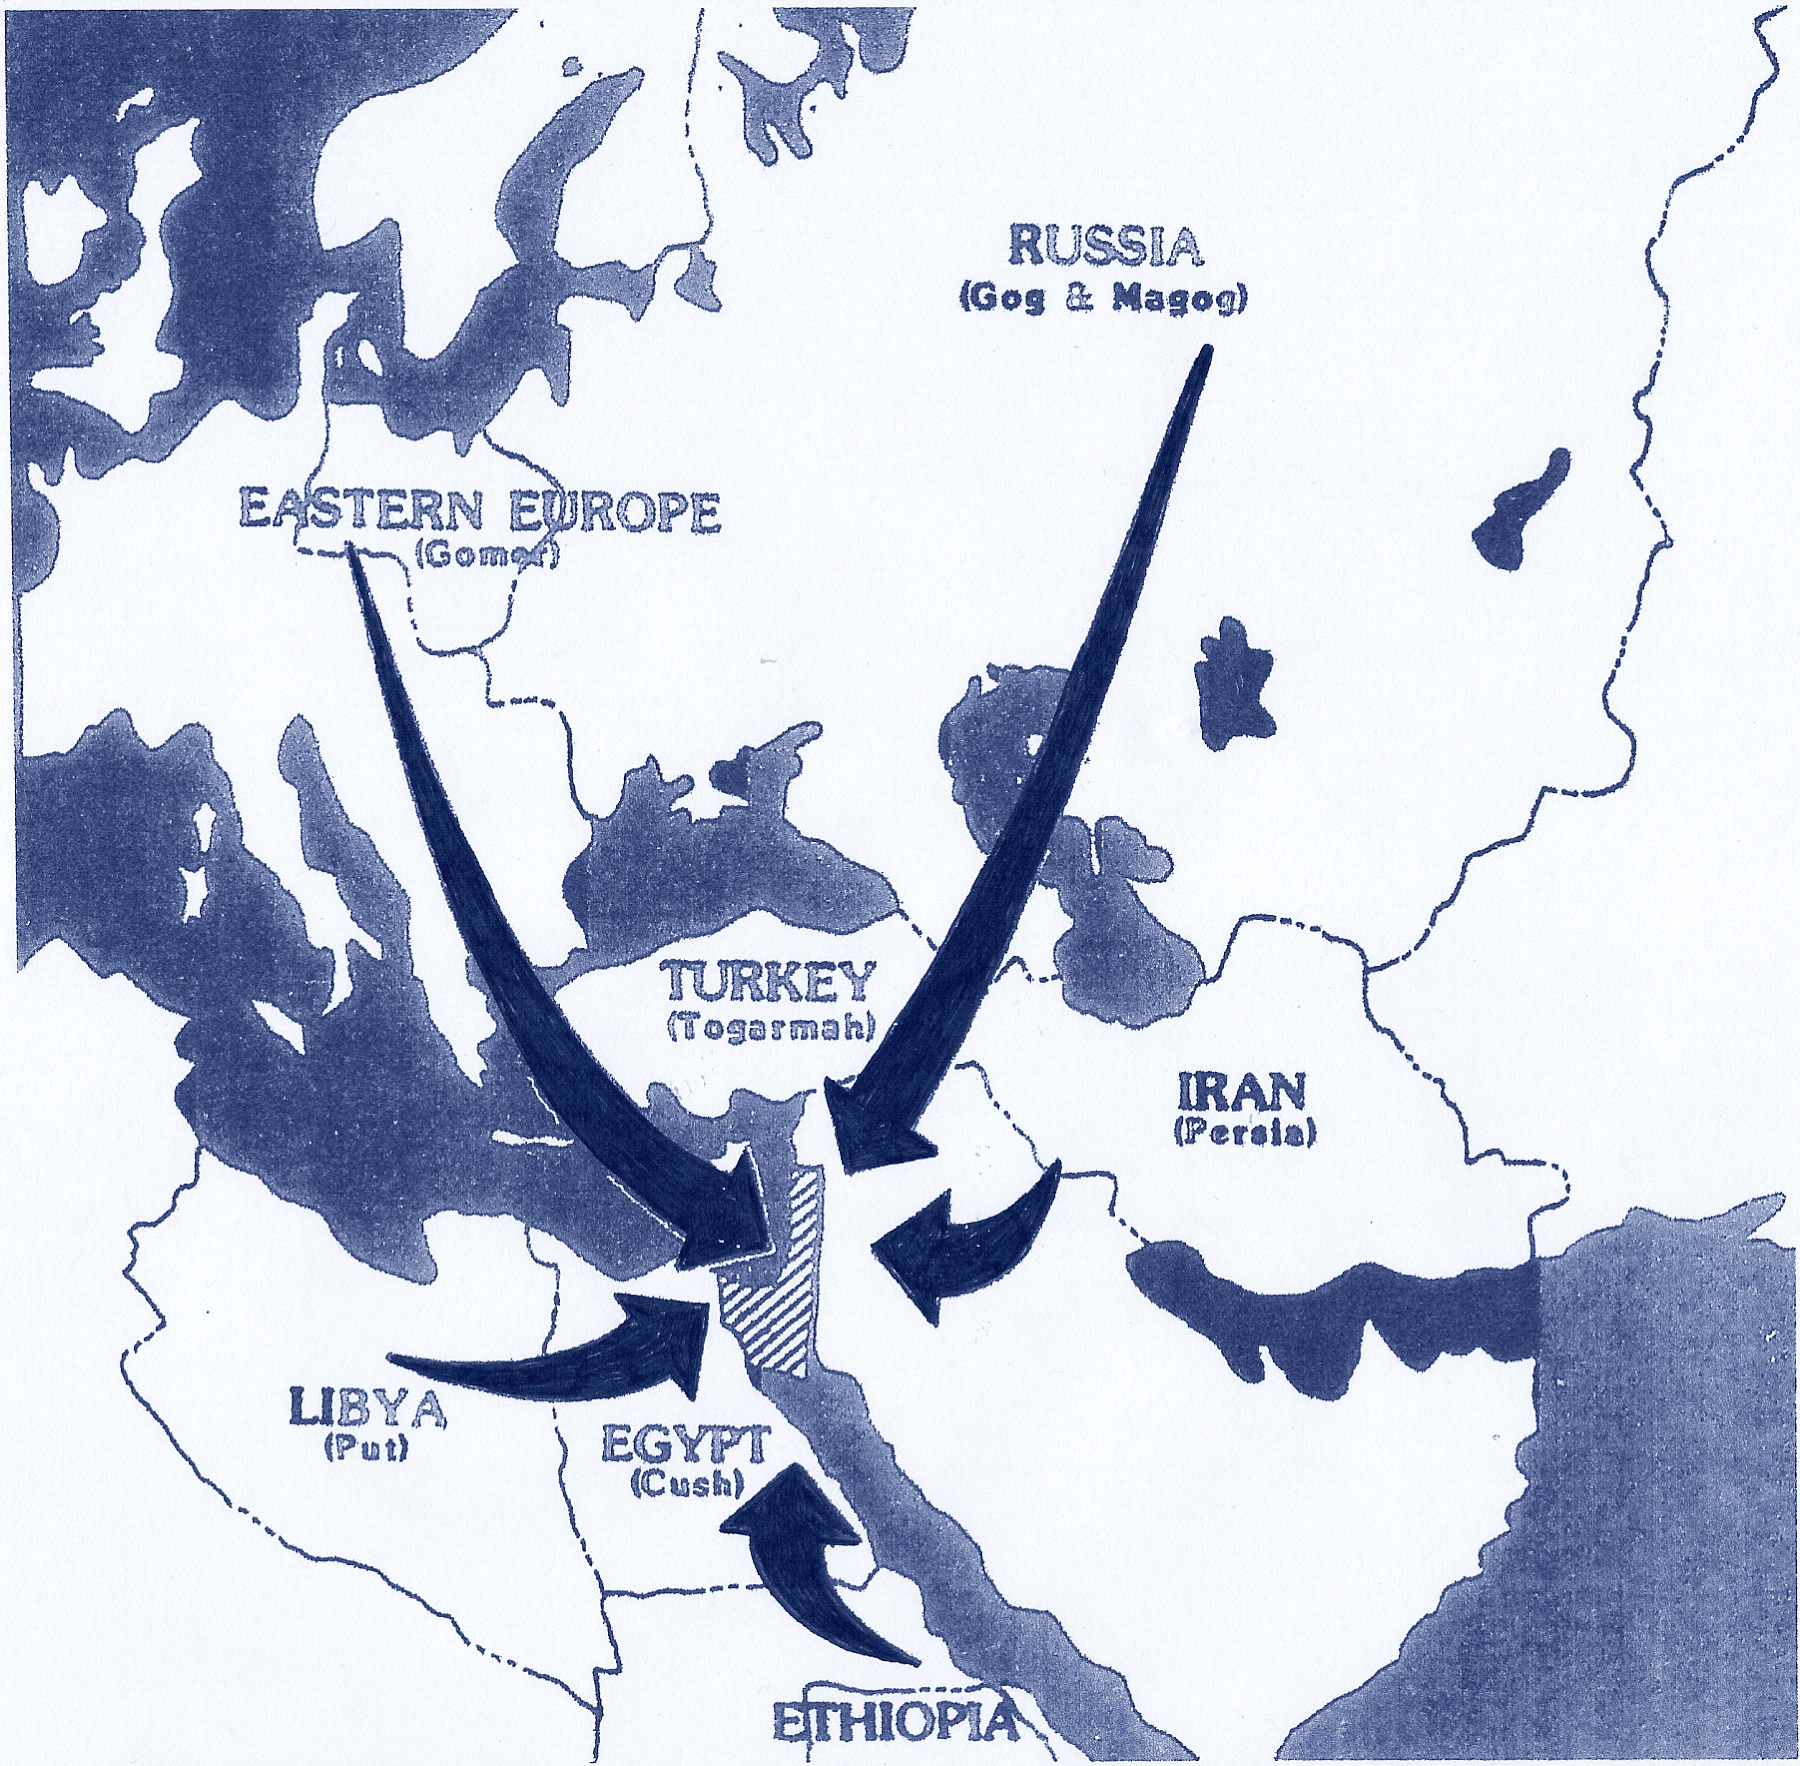 RUSSIA
(Gog & Magog)
EASTERN EUROPE
(Gomer)
TURKEY
(Togarmah)
IRAN
(Persia)
LIBYA
(Put)
EGYPT
(Cush)
ETHIOPIA